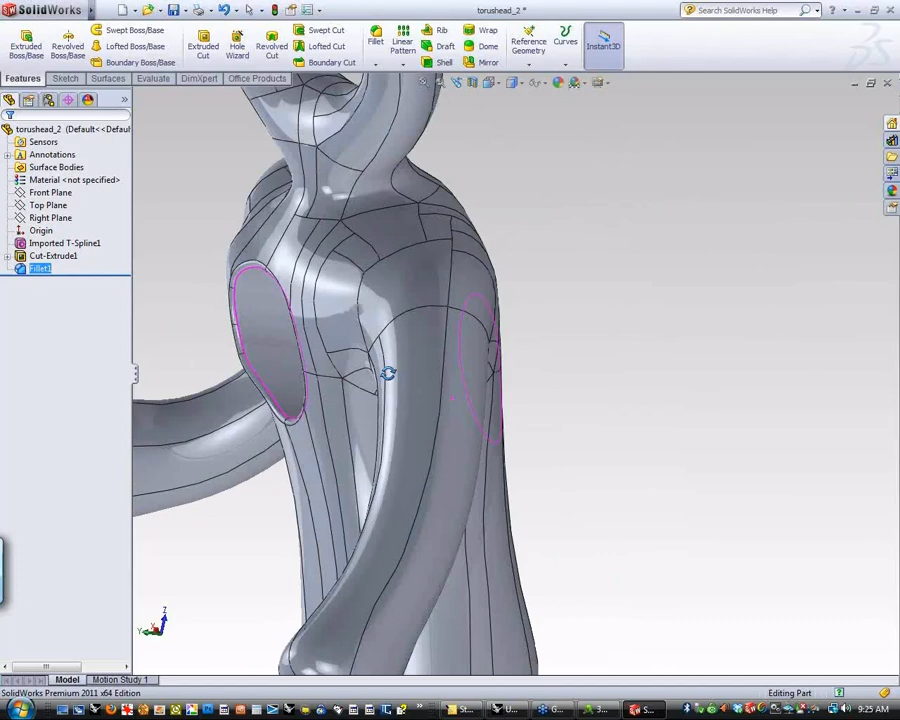 SolidWorks
torushead_2 *
Search SolidWorks Help
Extruded Boss/Base
Revolved Boss/Base
Swept Boss/Base
Lofted Boss/Base
Boundary Boss/Base
Extruded Cut
Hole Wizard
Revolved Cut
Swept Cut
Lofted Cut
Boundary Cut
Fillet
Linear Pattern
Rib
Draft
Shell
Wrap
Dome
Mirror
Reference Geometry
Curves
Instant3D
Features
Sketch
Surfaces
Evaluate
DimXpert
Office Products
torushead_2 (Default<<Defaul
Sensors
Annotations
Surface Bodies
Material <not specified>
Front Plane
Top Plane
Right Plane
Origin
Imported T-Spline1
Cut-Extrude1
Fillet1
Z
Y
X
Model
Motion Study 1
SolidWorks Premium 2011 x64 Edition
Editing Part
St...
U...
G...
3...
S...
9:25 AM